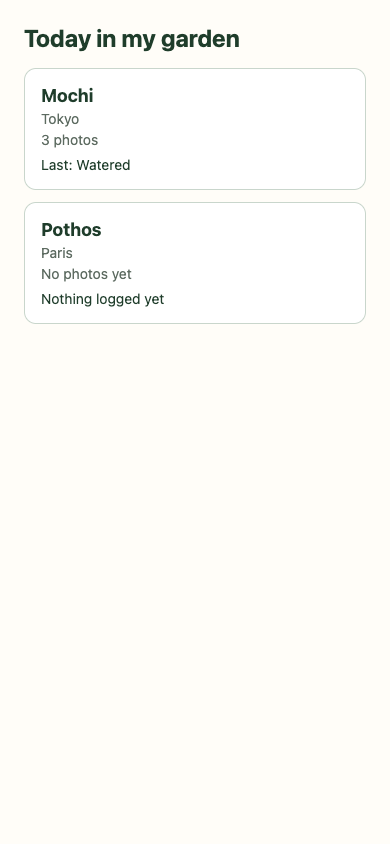 Today in my garden
Mochi
Tokyo
3 photos
Last: Watered
Pothos
Paris
No photos yet
Nothing logged yet